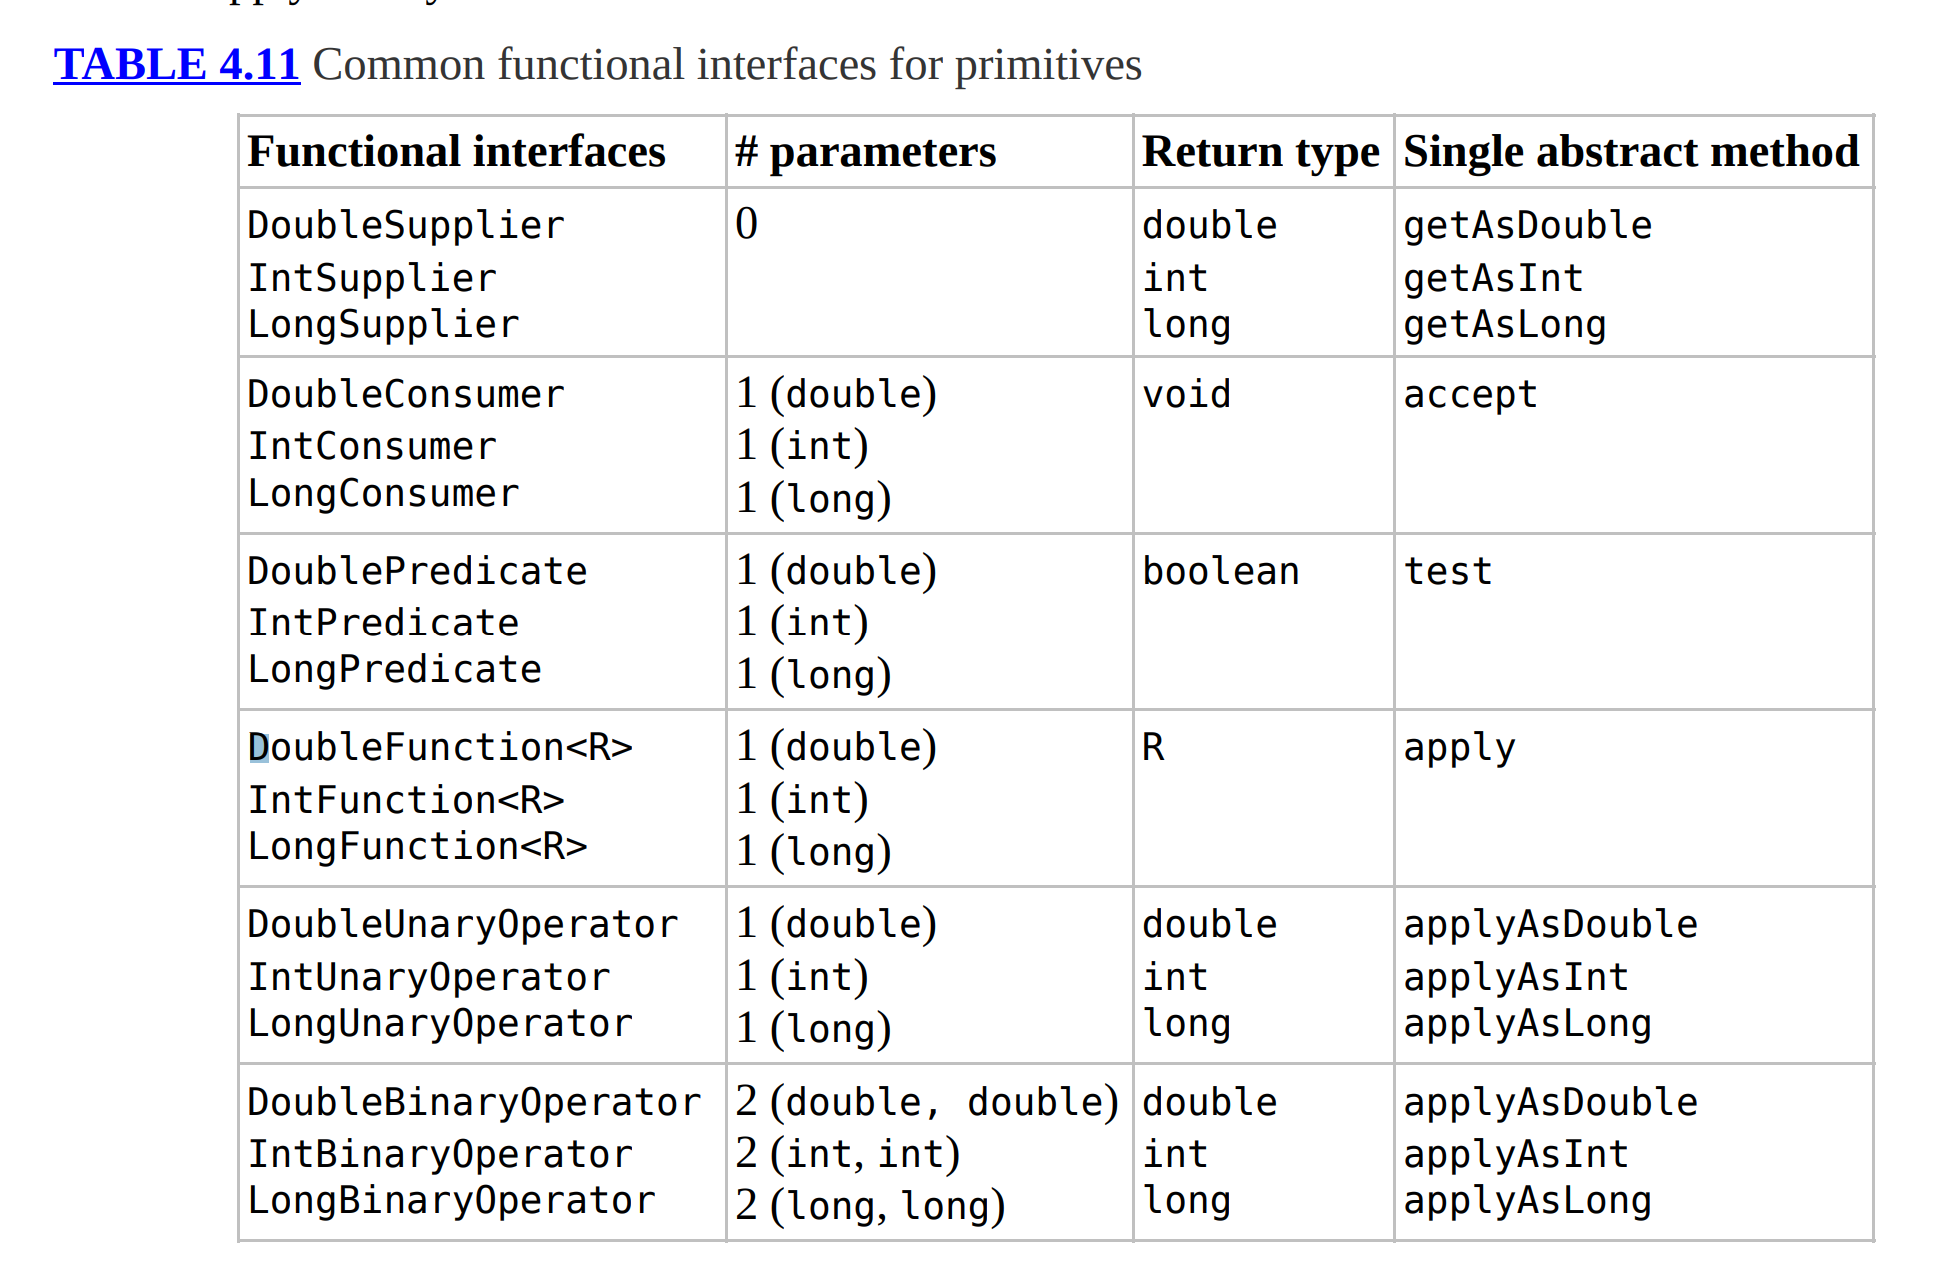 TABLE 4.11 Common functional interfaces for primitives
Functional interfaces # parameters Return type Single abstract method
DoubleSupplier 0 double getAsDouble
IntSupplier int getAsInt
LongSupplier long getAsLong
DoubleConsumer 1 (double) void accept
IntConsumer 1 (int)
LongConsumer 1 (long)
DoublePredicate 1 (double) boolean test
IntPredicate 1 (int)
LongPredicate 1 (long)
DoubleFunction<R> 1 (double) R apply
IntFunction<R> 1 (int)
LongFunction<R> 1 (long)
DoubleUnaryOperator 1 (double) double applyAsDouble
IntUnaryOperator 1 (int) int applyAsInt
LongUnaryOperator 1 (long) long applyAsLong
DoubleBinaryOperator 2 (double, double) double applyAsDouble
IntBinaryOperator 2 (int, int) int applyAsInt
LongBinaryOperator 2 (long, long) long applyAsLong